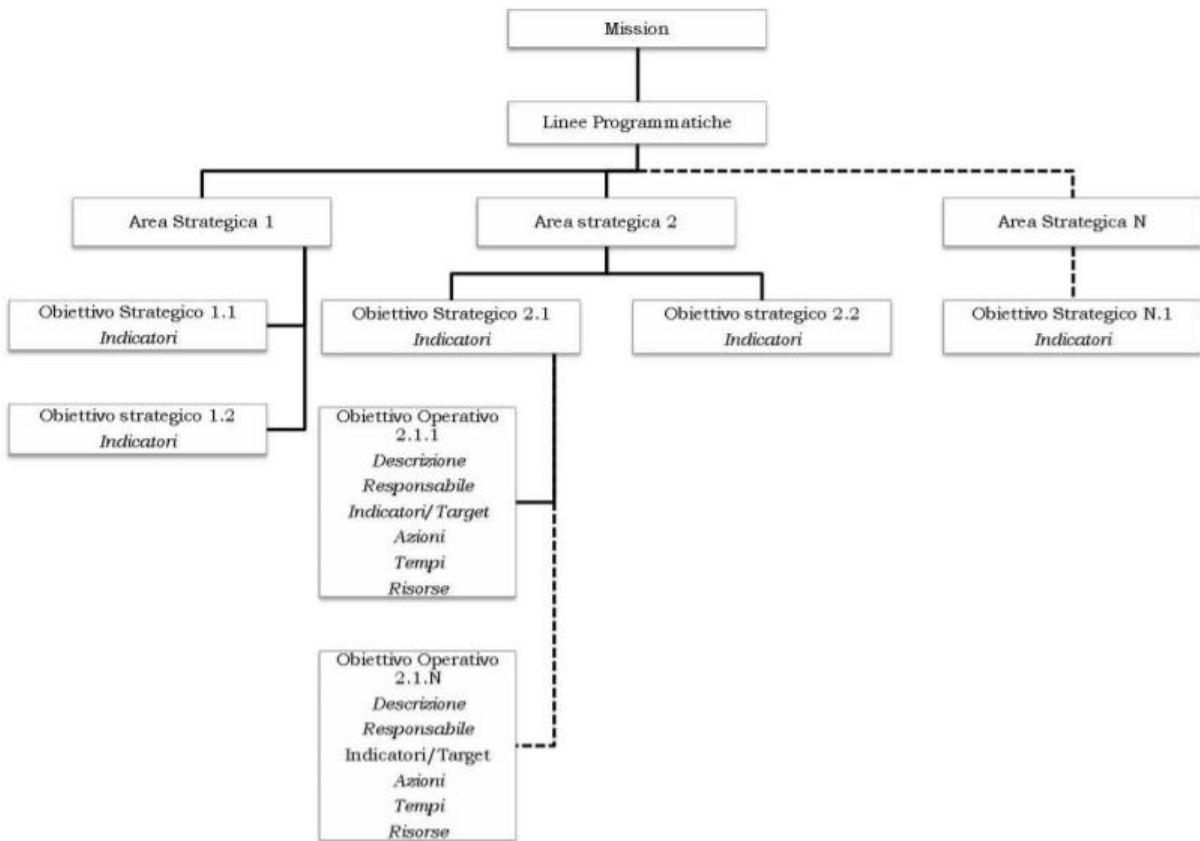 Mission
Linee Programmatiche
Area Strategica 1
Area strategica 2
Area Strategica N
Obiettivo Strategico 1.1
Indicatori
Obiettivo Strategico 2.1
Indicatori
Obiettivo strategico 2.2
Indicatori
Obiettivo Strategico N.1
Indicatori
Obiettivo strategico 1.2
Indicatori
Obiettivo Operativo
2.1.1
Descrizione
Responsabile
Indicatori/Target
Azioni
Tempi
Risorse
Obiettivo Operativo
2.1.N
Descrizione
Responsabile
Indicatori/Target
Azioni
Tempi
Risorse